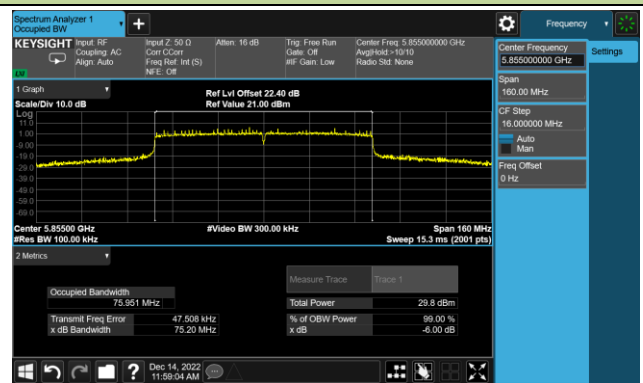 Spectrum Analyzer 1
Occupied BW
+
Frequency
KEYSIGHT
Input: RF
Coupling: AC
Align: Auto
Input Z: 50 Ω
Corr CCorr
Freq Ref: Int (S)
NFE: Off
Atten: 16 dB
Trig: Free Run
Gate: Off
#IF Gain: Low
Center Freq: 5.855000000 GHz
Avg|Hold:>10/10
Radio Std: None
Center Frequency
5.855000000 GHz
Settings
Span
160.00 MHz
CF Step
16.000000 MHz
Auto
Man
Freq Offset
0 Hz
1 Graph
Scale/Div 10.0 dB
Ref Lvl Offset 22.40 dB
Ref Value 21.00 dBm
Log
11.0
1.00
-9.00
-19.0
-29.0
-39.0
-49.0
-59.0
-69.0
Center 5.85500 GHz
#Res BW 100.00 kHz
#Video BW 300.00 kHz
Span 160 MHz
Sweep 15.3 ms (2001 pts)
2 Metrics
Measure Trace
Trace 1
Occupied Bandwidth
75.951 MHz
Total Power 29.8 dBm
Transmit Freq Error 47.508 kHz
% of OBW Power 99.00 %
x dB Bandwidth 75.20 MHz
x dB -6.00 dB
?
Dec 14, 2022
11:59:04 AM